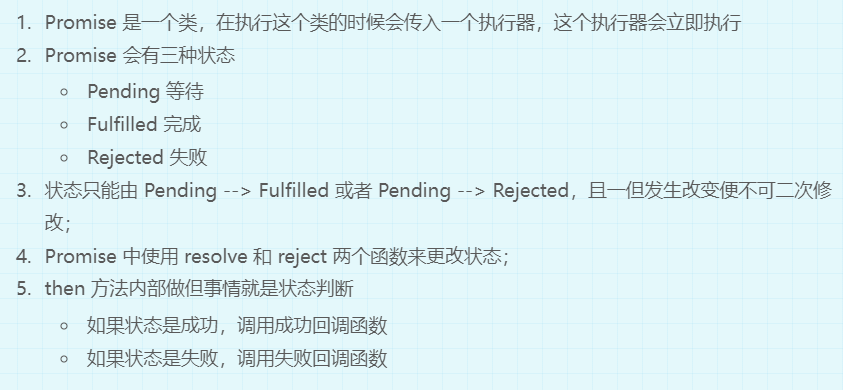 1. Promise 是一个类，在执行这个类的时候会传入一个执行器，这个执行器会立即执行
2. Promise 会有三种状态
○ Pending 等待
○ Fulfilled 完成
○ Rejected 失败
3. 状态只能由 Pending --> Fulfilled 或者 Pending --> Rejected，且一但发生改变便不可二次修
改；
4. Promise 中使用 resolve 和 reject 两个函数来更改状态；
5. then 方法内部做但事情就是状态判断
○ 如果状态是成功，调用成功回调函数
○ 如果状态是失败，调用失败回调函数